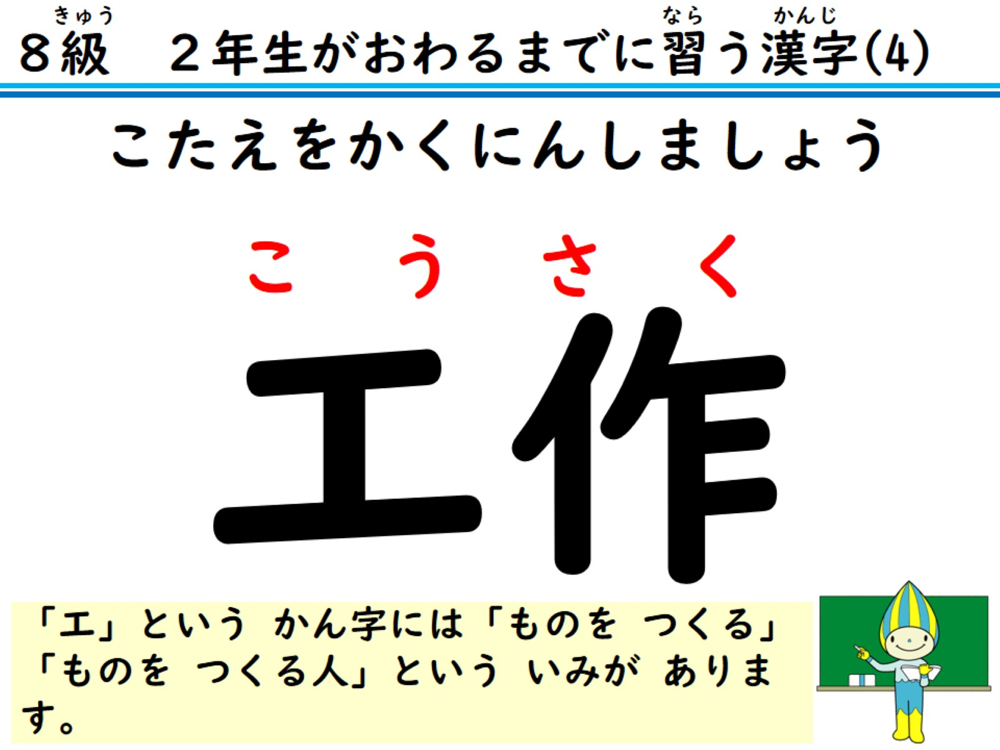 きゅう なら かんじ
８級　２年生がおわるまでに習う漢字(4)
こたえをかくにんしましょう
こうさく
工作
「工」という かん字には「ものを つくる」
「ものを つくる人」という いみが ありま
す。